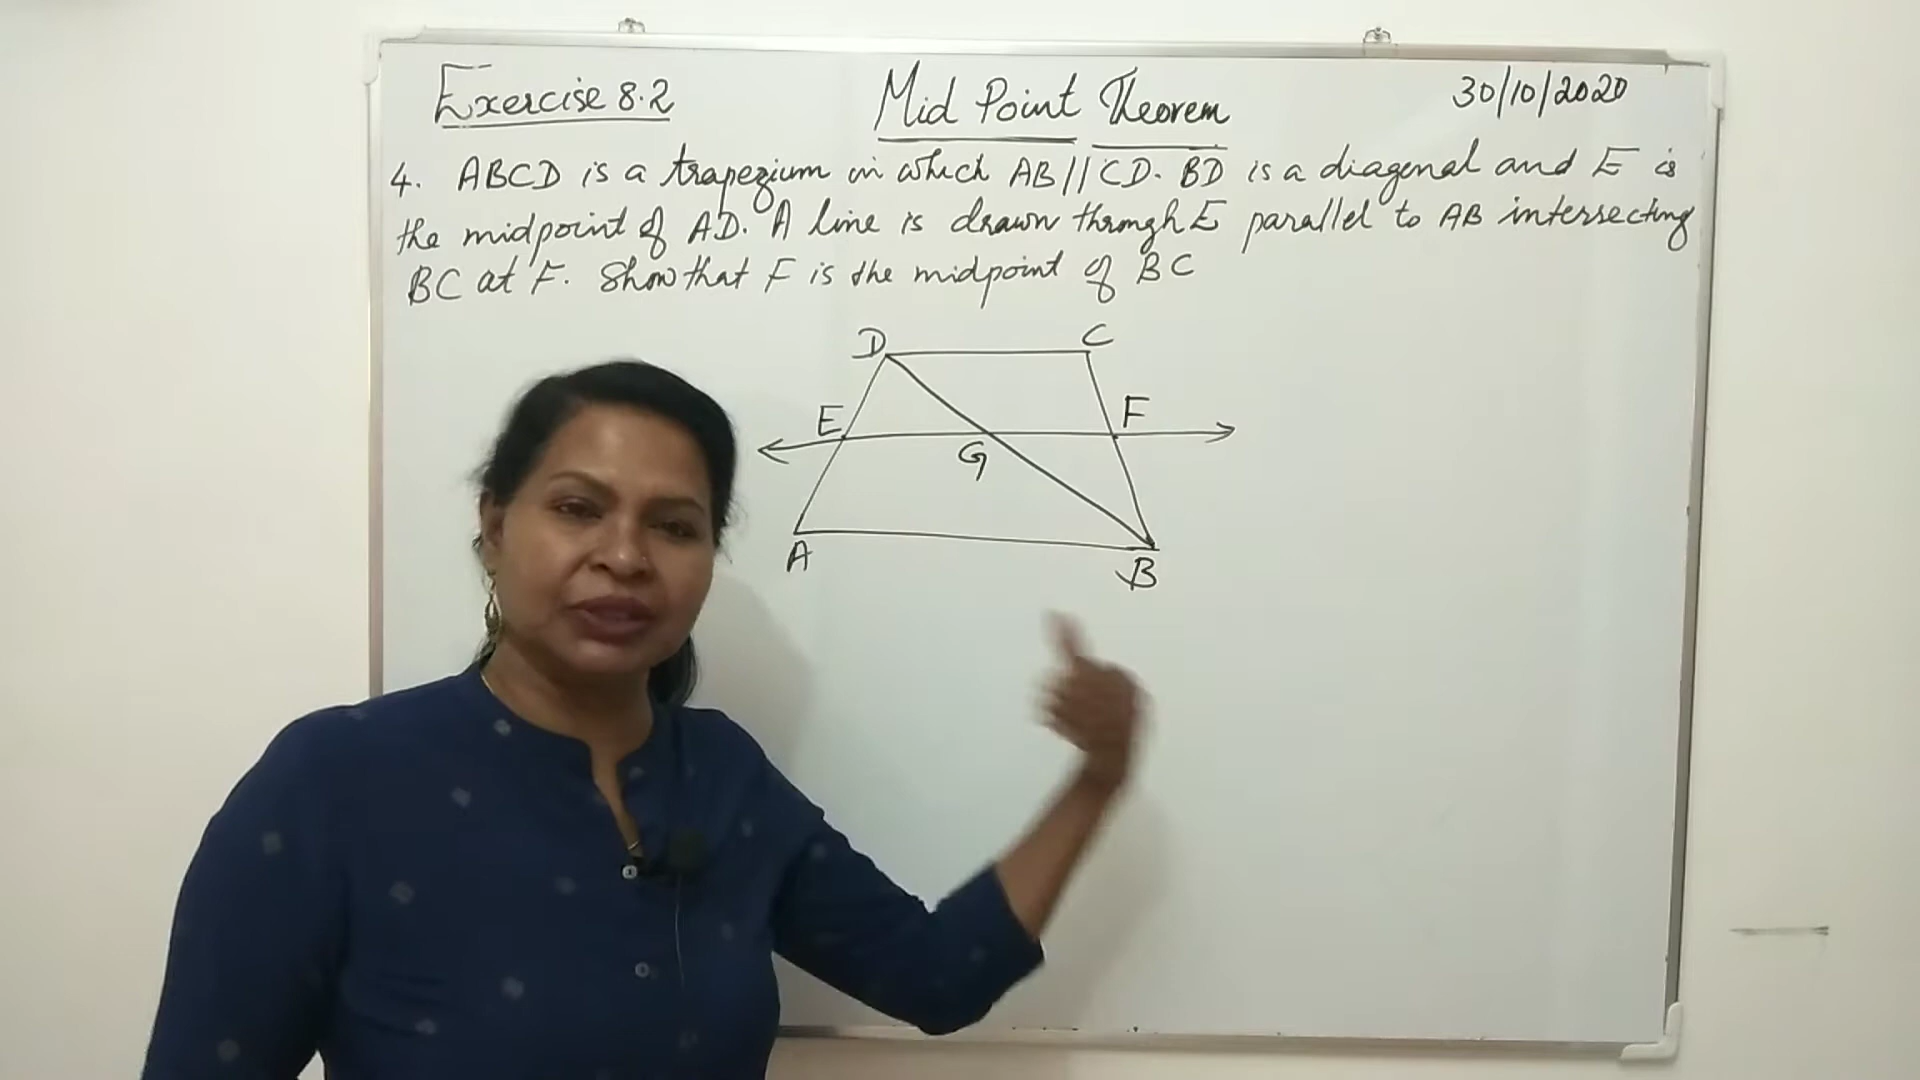 Exercise 8.2
Mid Point Theorem
30/10/2020
4. ABCD is a trapezium in which AB//CD. BD is a diagonal and E is
the midpoint of AD. A line is drawn through E parallel to AB intersecting
BC at F. Show that F is the midpoint of BC
D C
E F
G
A B